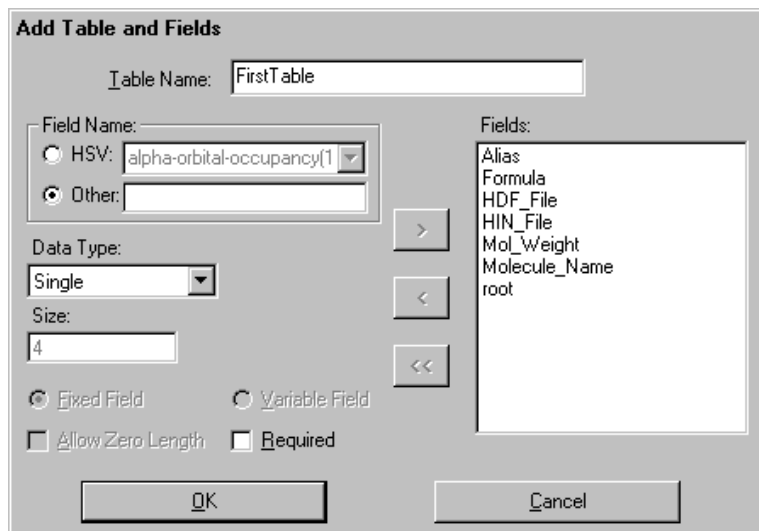 Add Table and Fields
Table Name: FirstTable
Field Name:
HSV: alpha-orbital-occupancy(1
Other:
Data Type:
Single
Size:
4
Fixed Field Variable Field
Allow Zero Length Required
>
<
<<
Fields:
Alias
Formula
HDF_File
HIN_File
Mol_Weight
Molecule_Name
root
OK Cancel